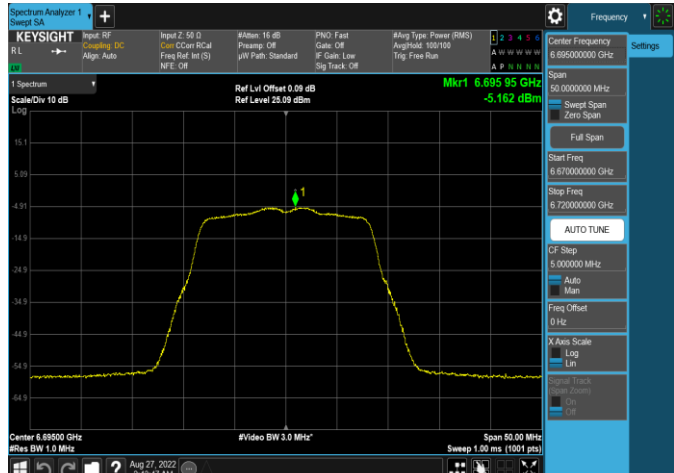 Spectrum Analyzer 1
Swept SA
Frequency
KEYSIGHT
RL
Input: RF
Coupling: DC
Align: Auto
Input Z: 50 Ω
Corr CCorr RCal
Freq Ref: Int (S)
NFE: Off
#Atten: 16 dB
Preamp: Off
µW Path: Standard
PNO: Fast
Gate: Off
IF Gain: Low
Sig Track: Off
#Avg Type: Power (RMS)
Avg|Hold: 100/100
Trig: Free Run
1 2 3 4 5 6
A W W W W W
A P N N N N
1 Spectrum
Scale/Div 10 dB
Log
Ref Lvl Offset 0.09 dB
Ref Level 25.09 dBm
Mkr1 6.695 95 GHz
-5.162 dBm
15.1
5.09
-4.91
-14.9
-24.9
-34.9
-44.9
-54.9
-64.9
1
Center 6.69500 GHz
#Res BW 1.0 MHz
#Video BW 3.0 MHz*
Span 50.00 MHz
Sweep 1.00 ms (1001 pts)
Aug 27, 2022
Center Frequency
6.695000000 GHz
Settings
Span
50.0000000 MHz
Swept Span
Zero Span
Full Span
Start Freq
6.670000000 GHz
Stop Freq
6.720000000 GHz
AUTO TUNE
CF Step
5.000000 MHz
Auto
Man
Freq Offset
0 Hz
X Axis Scale
Log
Lin
Signal Track
(Span Zoom)
On
Off